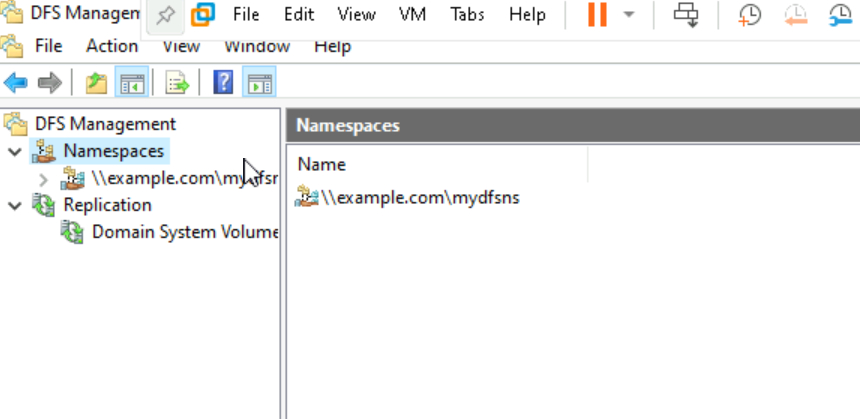 DFS Managem File Edit View VM Tabs Help
File Action View Window Help
DFS Management
Namespaces
\\example.com\
Replication
Domain System Volume
Namespaces
Name
\\example.com\mydfsns